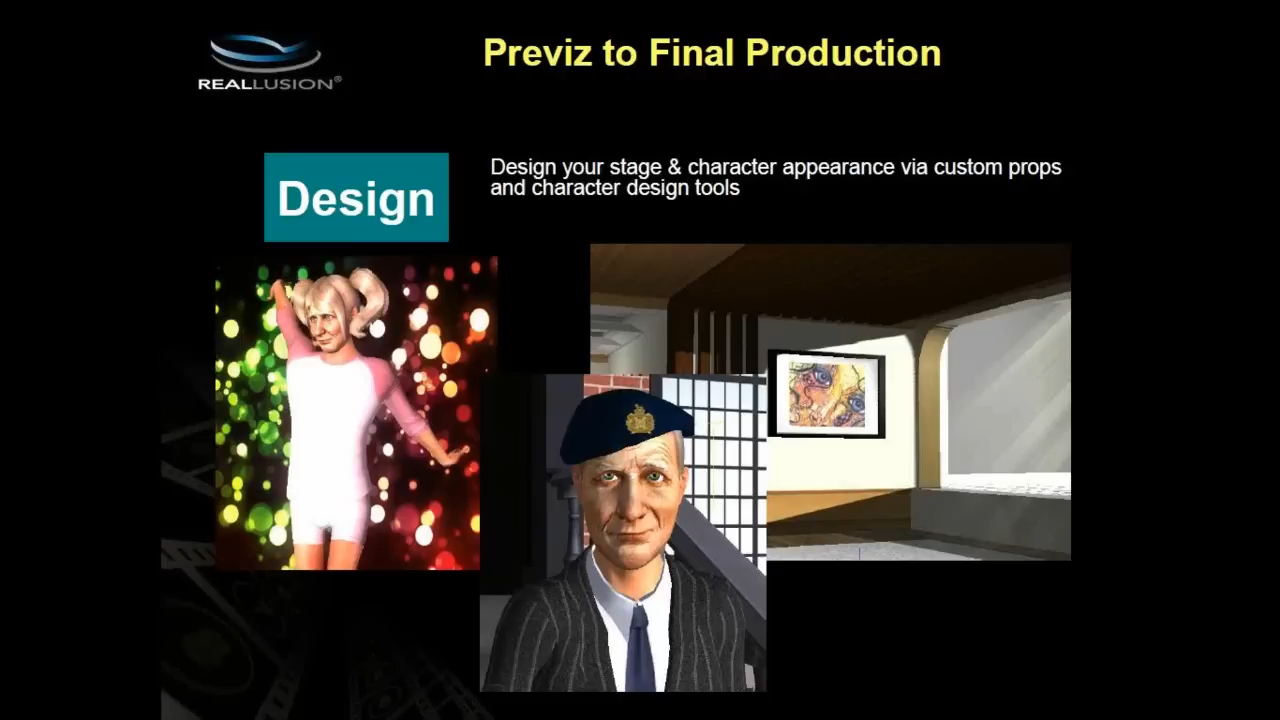 Previz to Final Production
REALLUSION®
Design
Design your stage & character appearance via custom props
and character design tools